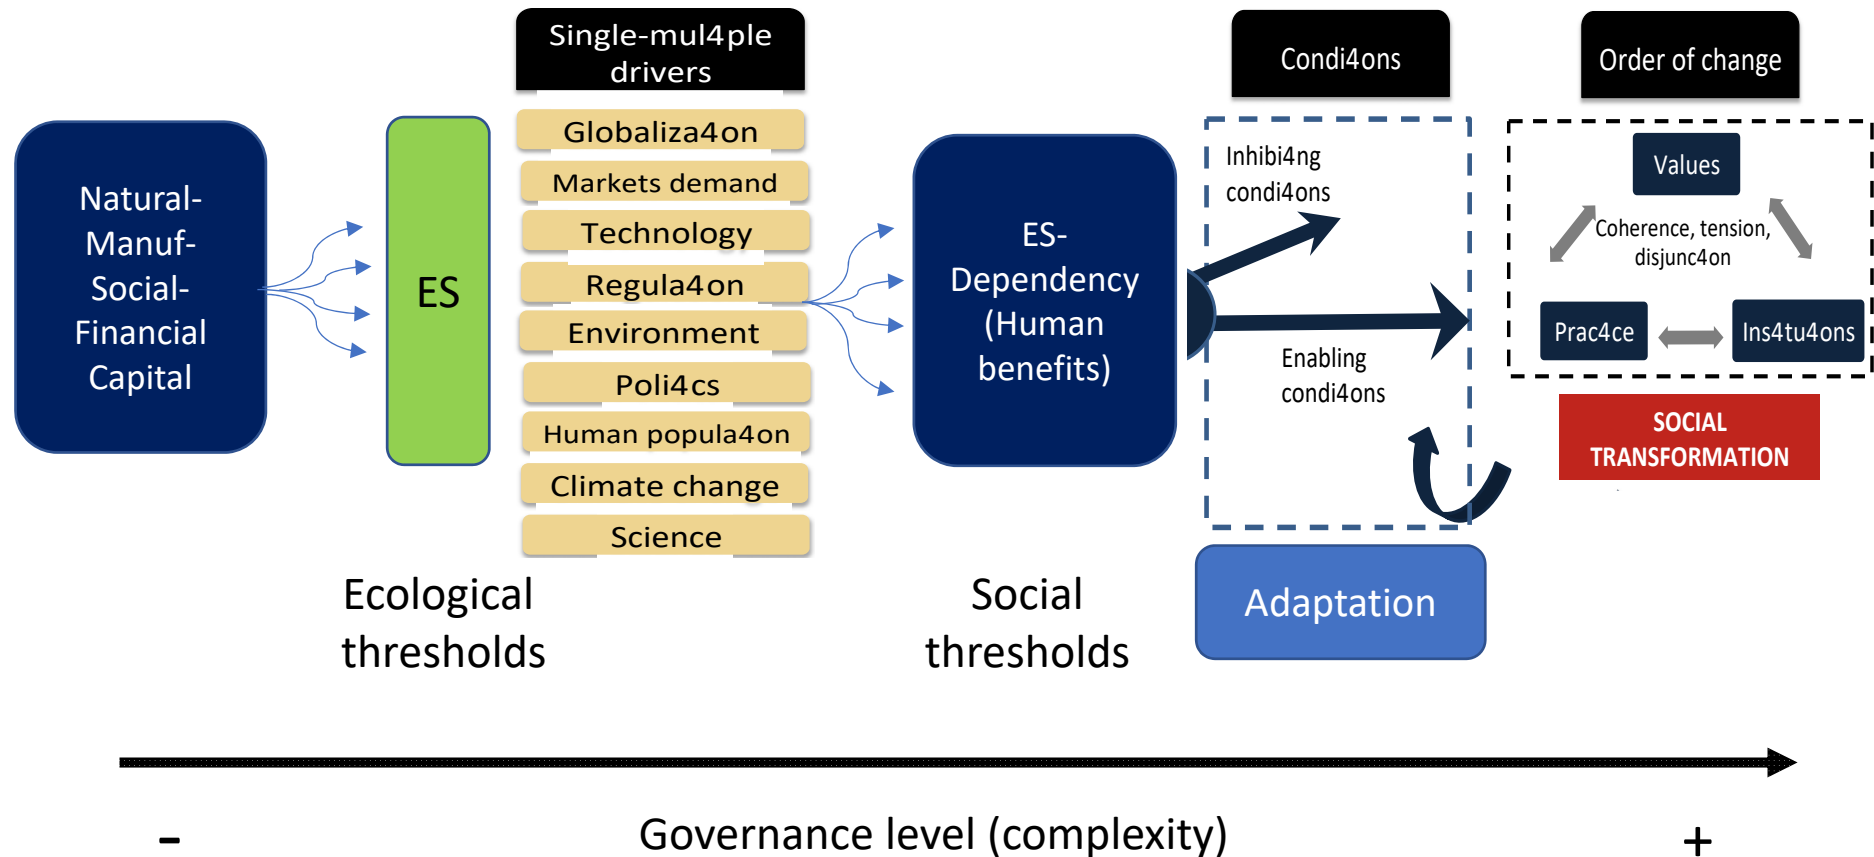 Natural-
Manuf-
Social-
Financial
Capital
ES
Single-mul4ple
drivers
Globaliza4on
Markets demand
Technology
Regula4on
Environment
Poli4cs
Human popula4on
Climate change
Science
Ecological
thresholds
ES-
Dependency
(Human
benefits)
Social
thresholds
Condi4ons
Inhibi4ng
condi4ons
Enabling
condi4ons
Adaptation
Order of change
Values
Coherence, tension,
disjunc4on
Prac4ce
Ins4tu4ons
SOCIAL
TRANSFORMATION
-
Governance level (complexity)
+